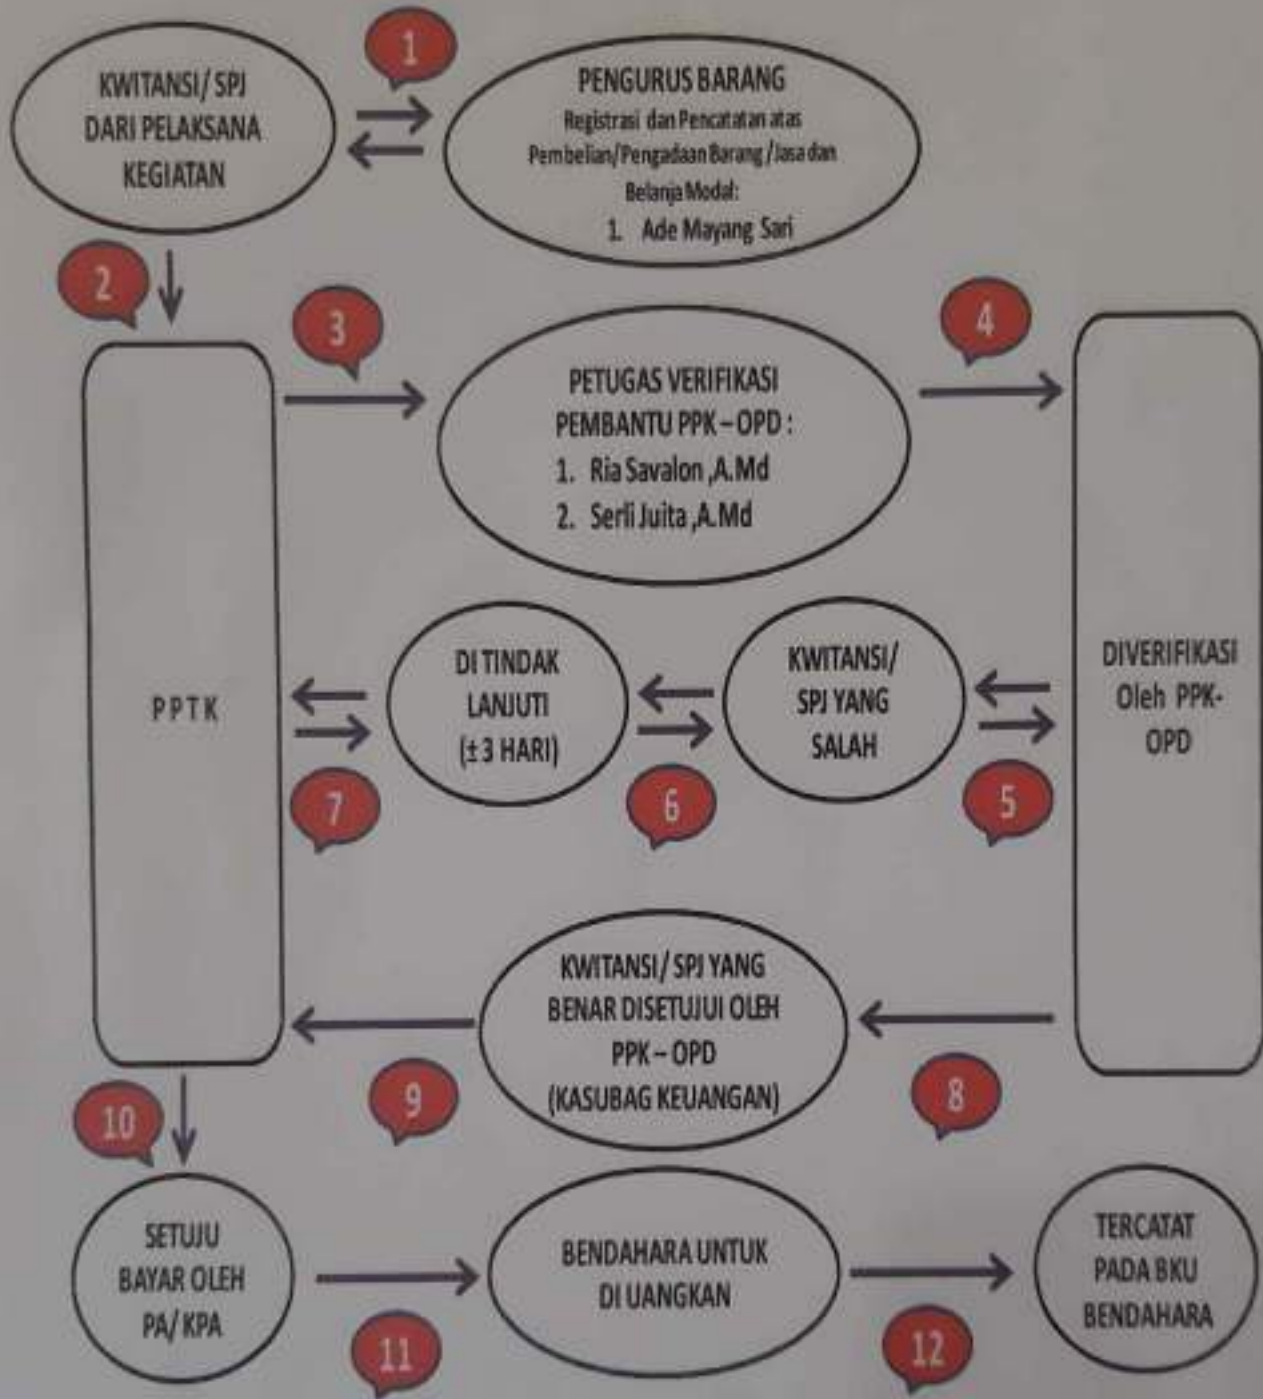 1
KWITANSI/ SPJ
DARI PELAKSANA
KEGIATAN
PENGURUS BARANG
Registrasi dan Pencatatan atas
Pembelian/Pengadaan Barang /Jasa dan
Belanja Modal:
1. Ade Mayang Sari
2
3
4
PETUGAS VERIFIKASI
PEMBANTU PPK – OPD :
1. Ria Savalon ,A.Md
2. Serli Juita ,A.Md
PPTK
DI TINDAK
LANJUTI
(± 3 HARI)
KWITANSI/
SPJ YANG
SALAH
DIVERIFIKASI
Oleh PPK-
OPD
7
6
5
KWITANSI/ SPJ YANG
BENAR DISETUJUI OLEH
PPK – OPD
(KASUBAG KEUANGAN)
10
9
8
SETUJU
BAYAR OLEH
PA/ KPA
BENDAHARA UNTUK
DI UANGKAN
TERCATAT
PADA BKU
BENDAHARA
11
12